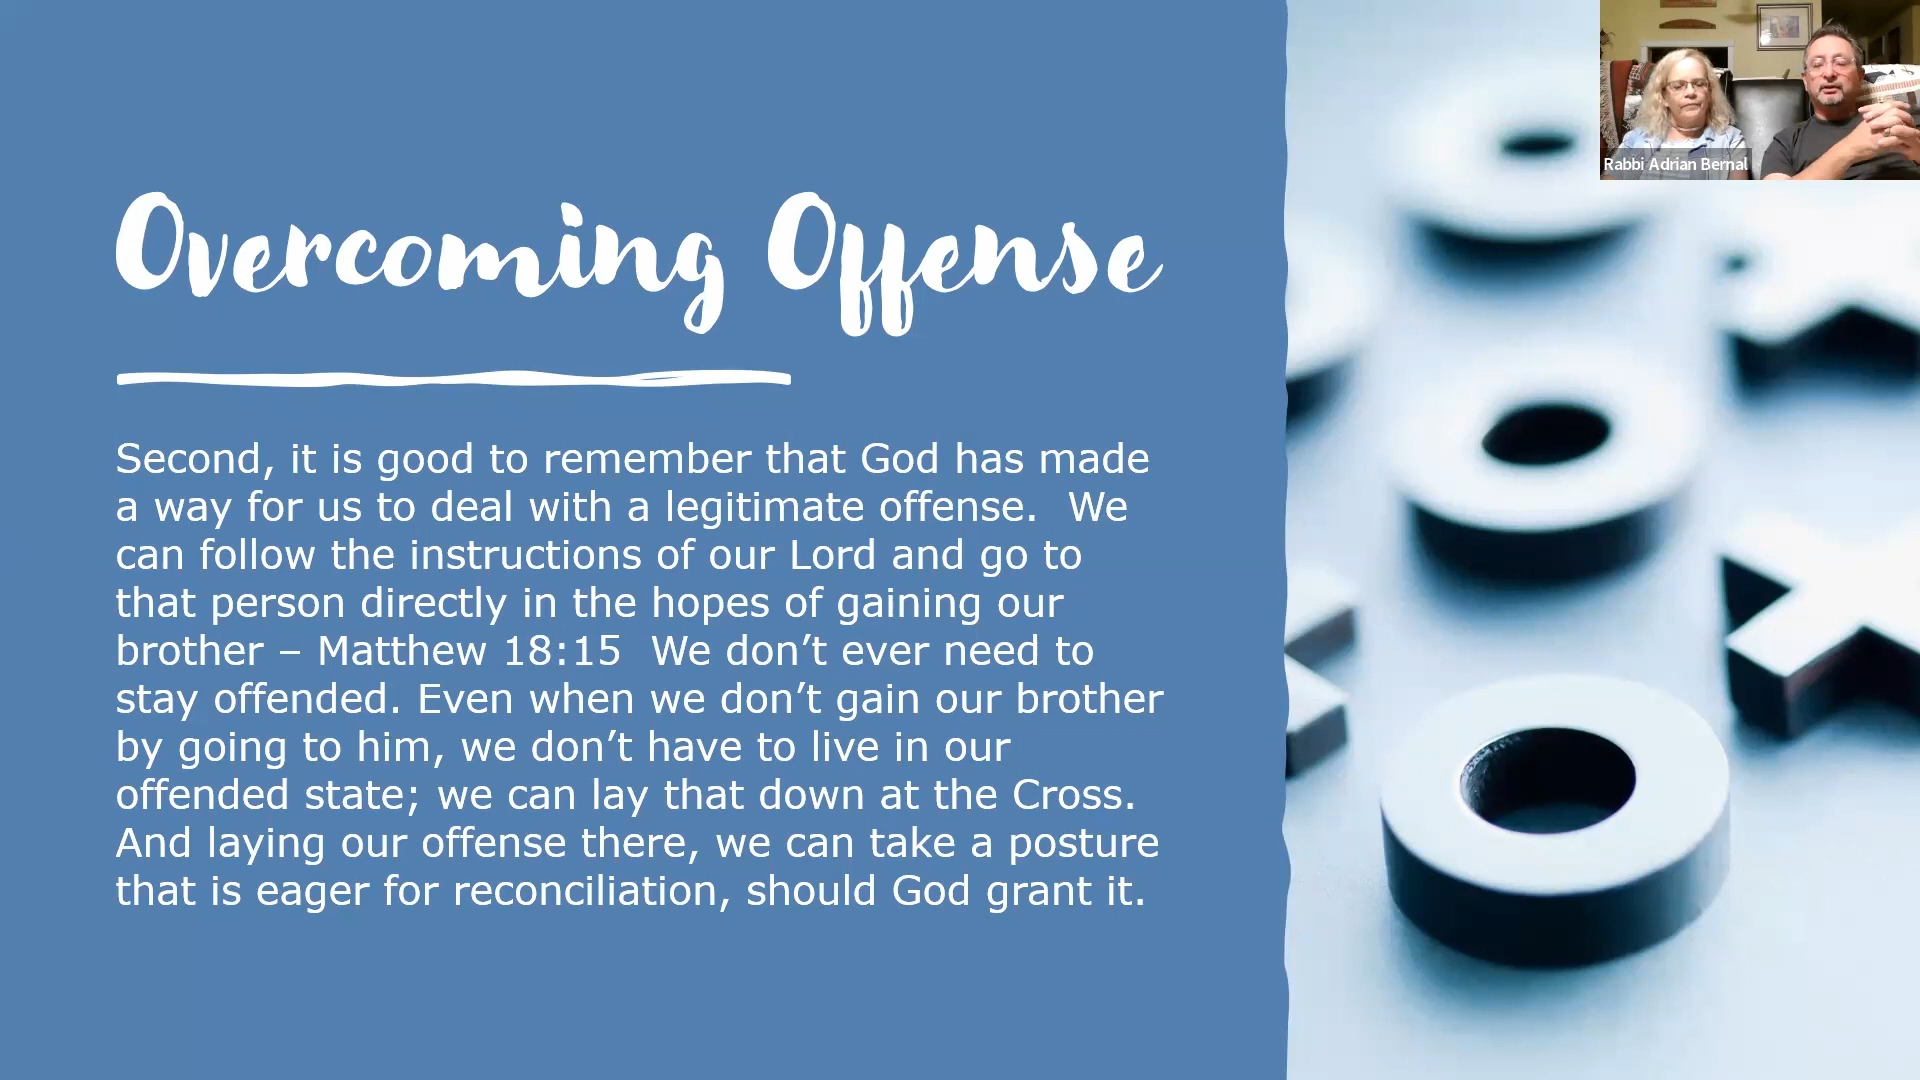 Rabbi Adrian Bernal
Overcoming Offense
Second, it is good to remember that God has made
a way for us to deal with a legitimate offense.  We
can follow the instructions of our Lord and go to
that person directly in the hopes of gaining our
brother – Matthew 18:15  We don’t ever need to
stay offended. Even when we don’t gain our brother
by going to him, we don’t have to live in our
offended state; we can lay that down at the Cross.
And laying our offense there, we can take a posture
that is eager for reconciliation, should God grant it.